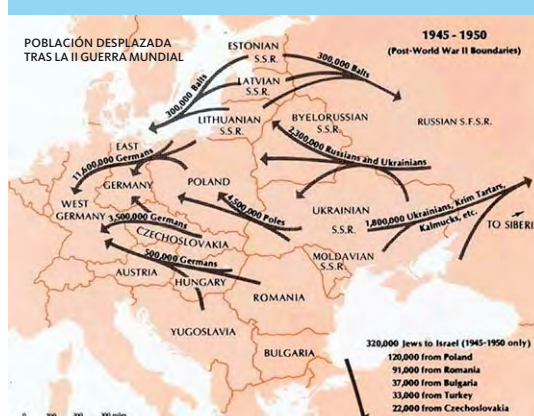 POBLACIÓN DESPLAZADA
TRAS LA II GUERRA MUNDIAL
1945 - 1950
(Post-World War II Boundaries)
ESTONIAN
S.S.R.
300,000 Balts
LATVIAN
S.S.R.
300,000 Balts
LITHUANIAN
S.S.R.
BYELORUSSIAN
S.S.R.
RUSSIAN S.F.S.R.
2,300,000 Russians and Ukrainians
EAST
GERMANY
11,600,000 Germans
WEST
GERMANY
POLAND
4,500,000 Poles
3,500,000 Germans
CZECHOSLOVAKIA
UKRAINIAN
S.S.R.
1,800,000 Ukrainians, Krim Tartars,
Kalmucks, etc.
TO SIBERI
500,000 Germans
AUSTRIA
HUNGARY
MOLDAVIAN
S.S.R.
ROMANIA
YUGOSLAVIA
BULGARIA
320,000 Jews to Israel (1945-1950 only)
120,000 from Poland
91,000 from Romania
37,000 from Bulgaria
33,000 from Turkey
22,000 from Czechoslovakia